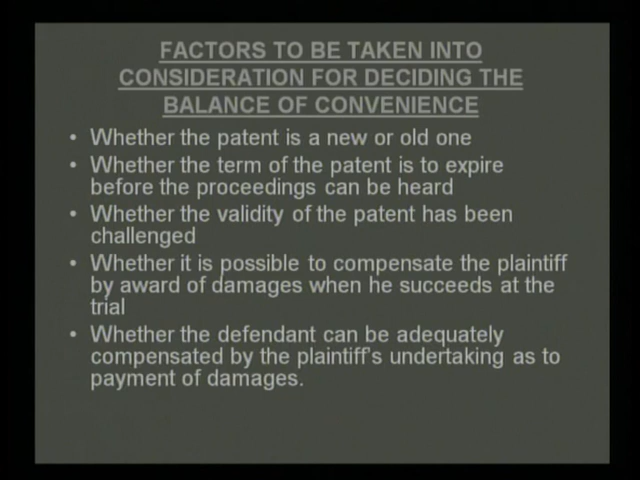 FACTORS TO BE TAKEN INTO
CONSIDERATION FOR DECIDING THE
BALANCE OF CONVENIENCE
• Whether the patent is a new or old one
• Whether the term of the patent is to expire
before the proceedings can be heard
• Whether the validity of the patent has been
challenged
• Whether it is possible to compensate the plaintiff
by award of damages when he succeeds at the
trial
• Whether the defendant can be adequately
compensated by the plaintiff's undertaking as to
payment of damages.